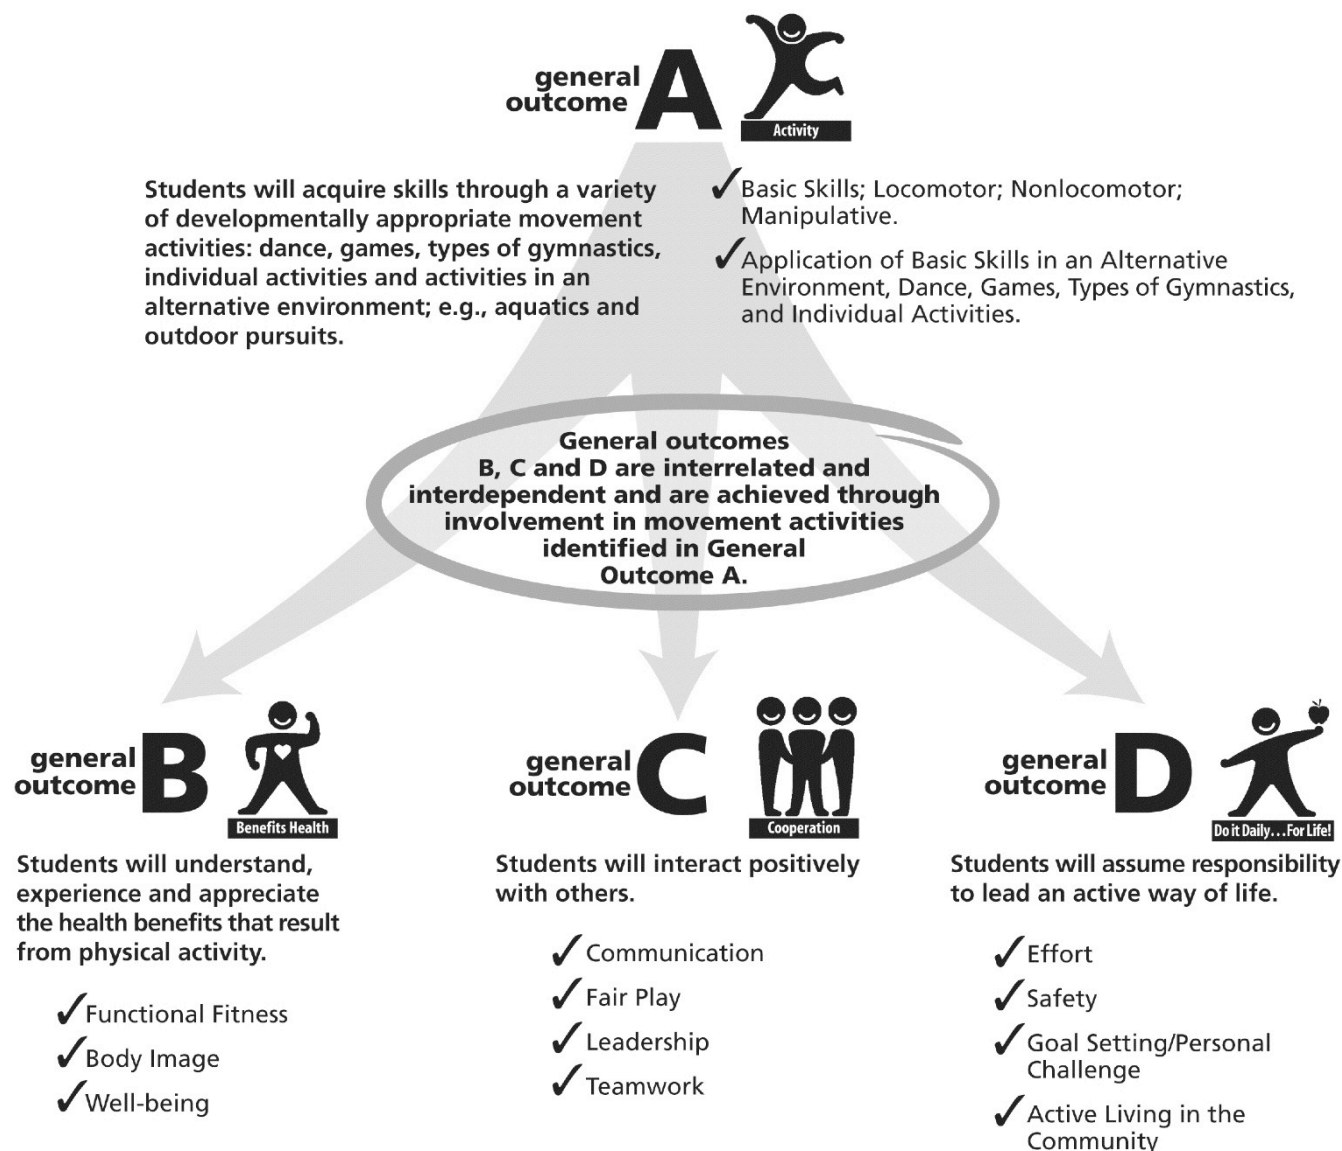 general
outcome A
Activity
Students will acquire skills through a variety
of developmentally appropriate movement
activities: dance, games, types of gymnastics,
individual activities and activities in an
alternative environment; e.g., aquatics and
outdoor pursuits.
✓ Basic Skills; Locomotor; Nonlocomotor;
Manipulative.
✓ Application of Basic Skills in an Alternative
Environment, Dance, Games, Types of Gymnastics,
and Individual Activities.
General outcomes
B, C and D are interrelated and
interdependent and are achieved through
involvement in movement activities
identified in General
Outcome A.
general
outcome B
Benefits Health
Students will understand,
experience and appreciate
the health benefits that result
from physical activity.
✓ Functional Fitness
✓ Body Image
✓ Well-being
general
outcome C
Cooperation
Students will interact positively
with others.
✓ Communication
✓ Fair Play
✓ Leadership
✓ Teamwork
general
outcome D
Do it Daily...For Life!
Students will assume responsibility
to lead an active way of life.
✓ Effort
✓ Safety
✓ Goal Setting/Personal
Challenge
✓ Active Living in the
Community